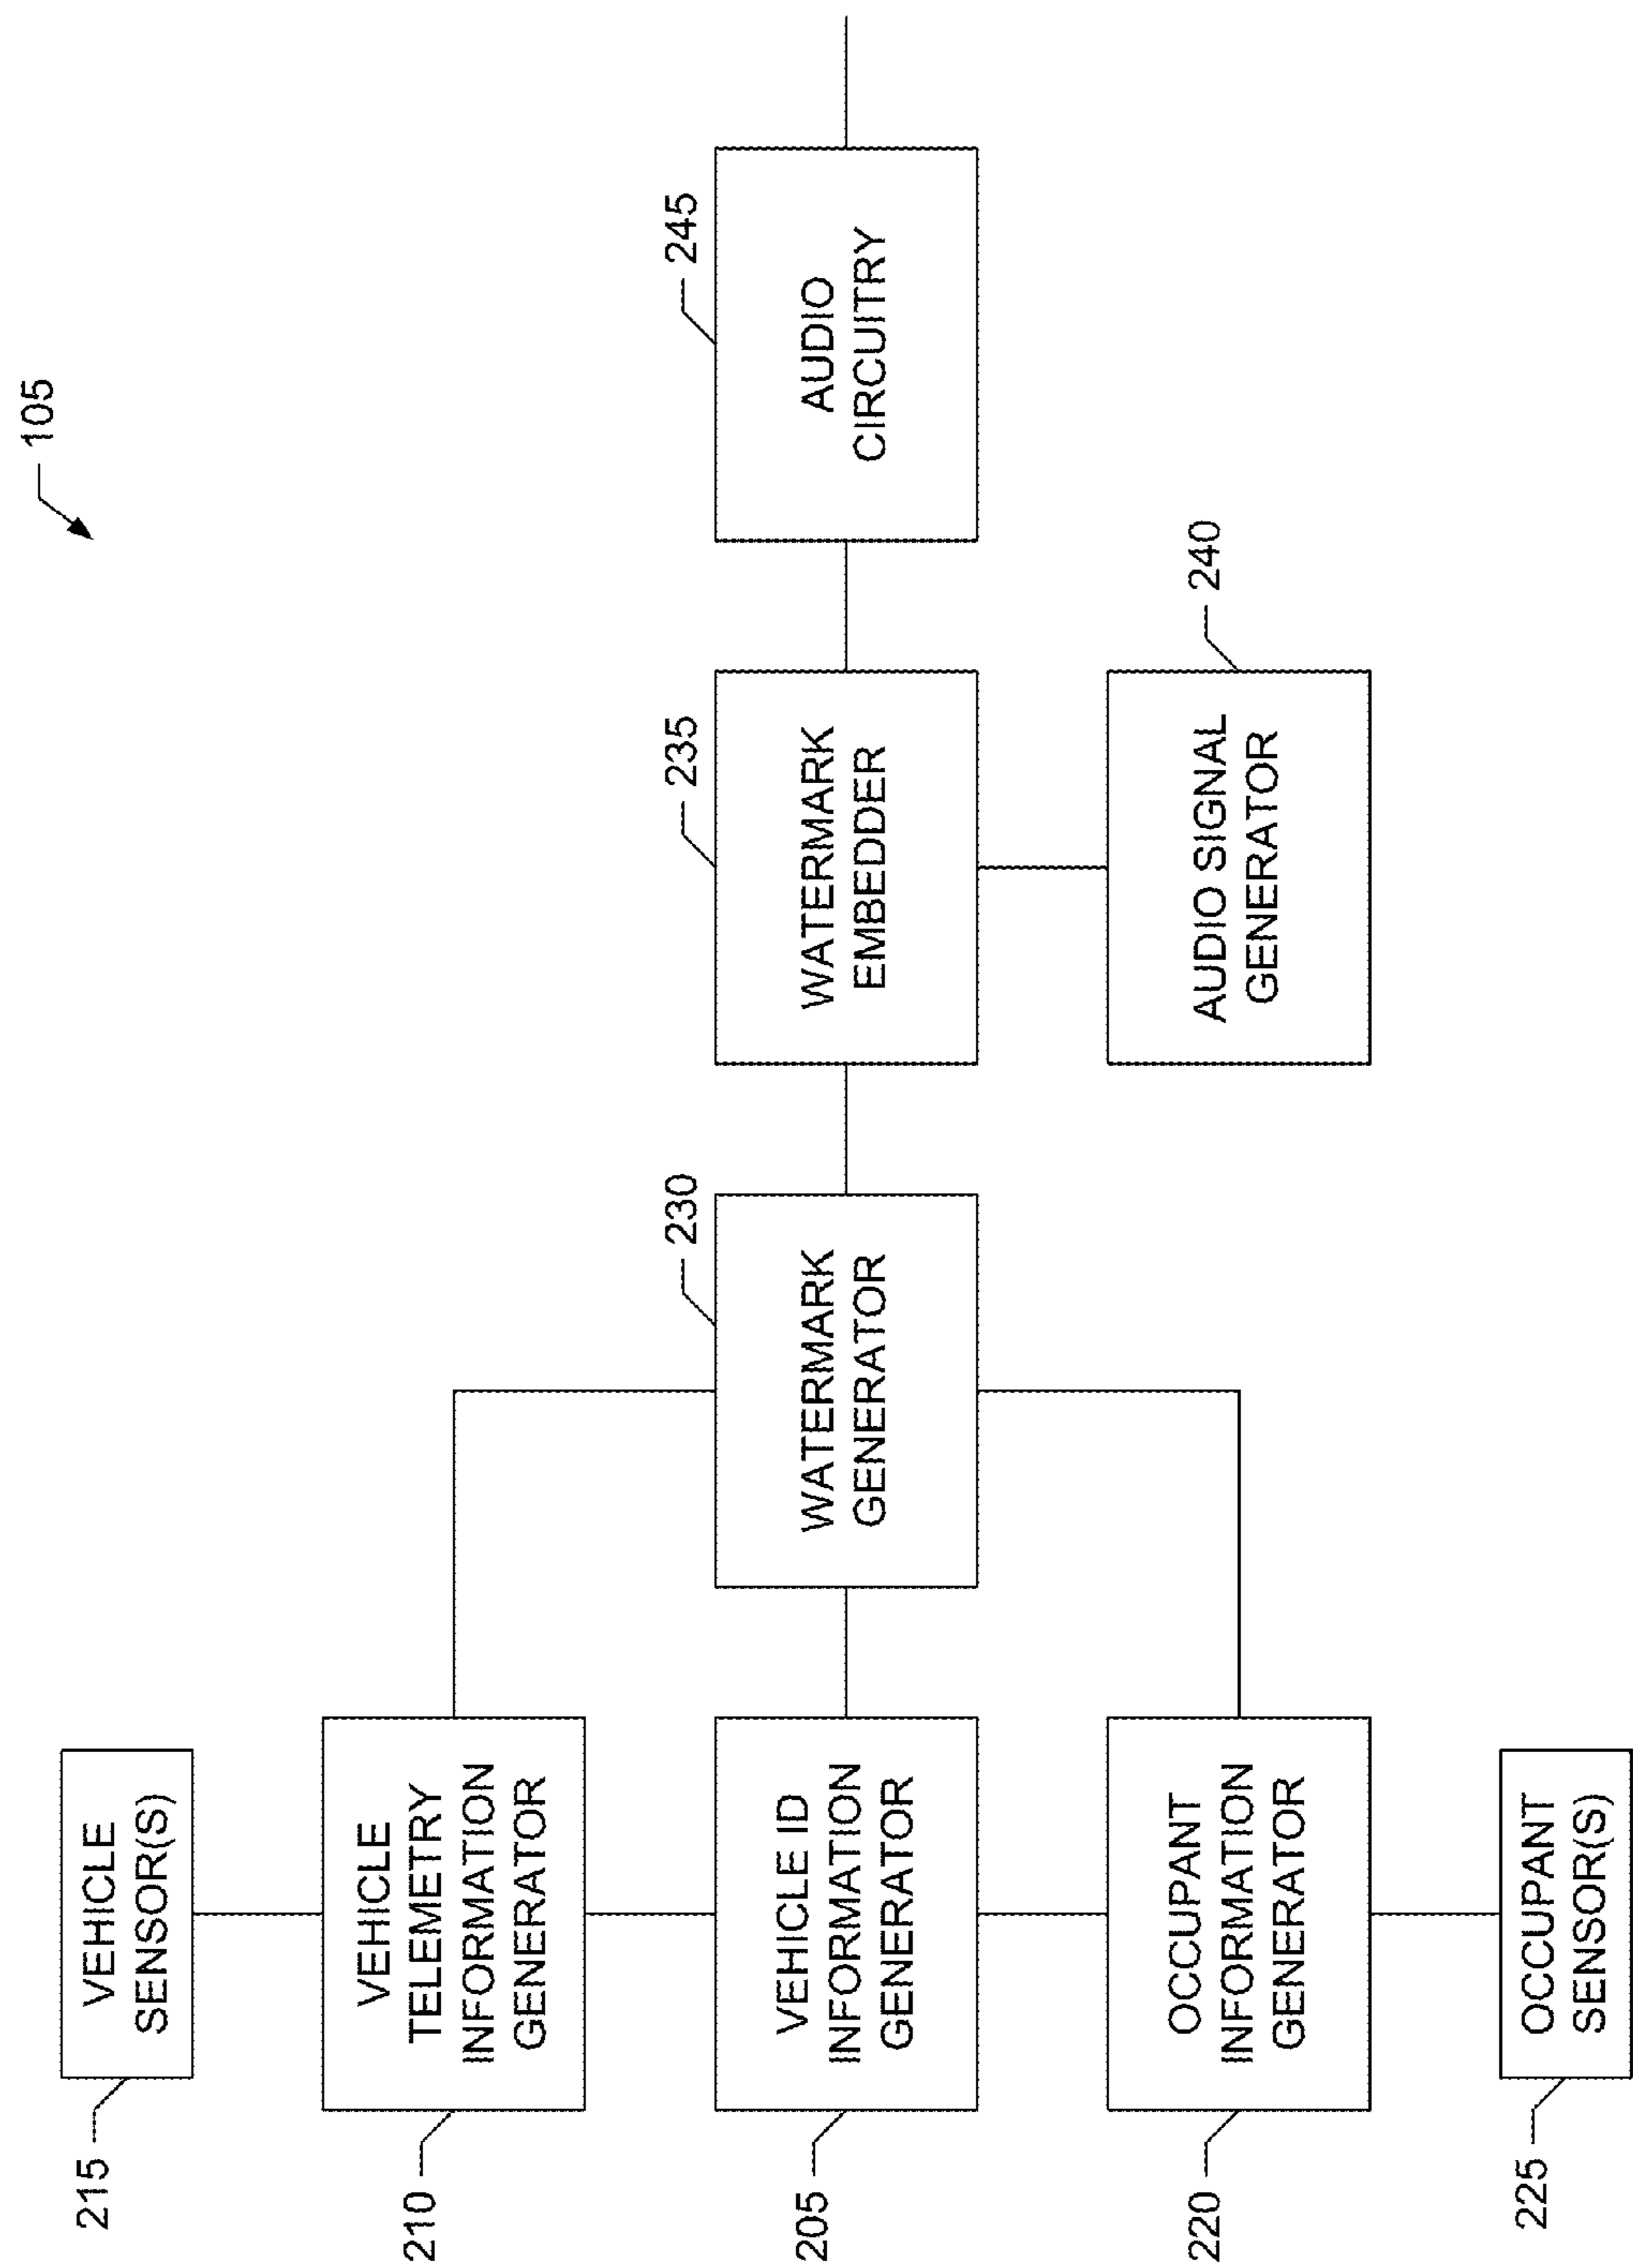 105
VEHICLE
SENSOR(S)
215
VEHICLE
TELEMETRY
INFORMATION
GENERATOR
210
VEHICLE ID
INFORMATION
GENERATOR
205
OCCUPANT
INFORMATION
GENERATOR
220
OCCUPANT
SENSOR(S)
225
WATERMARK
GENERATOR
230
WATERMARK
EMBEDDER
235
AUDIO SIGNAL
GENERATOR
240
AUDIO
CIRCUITRY
245